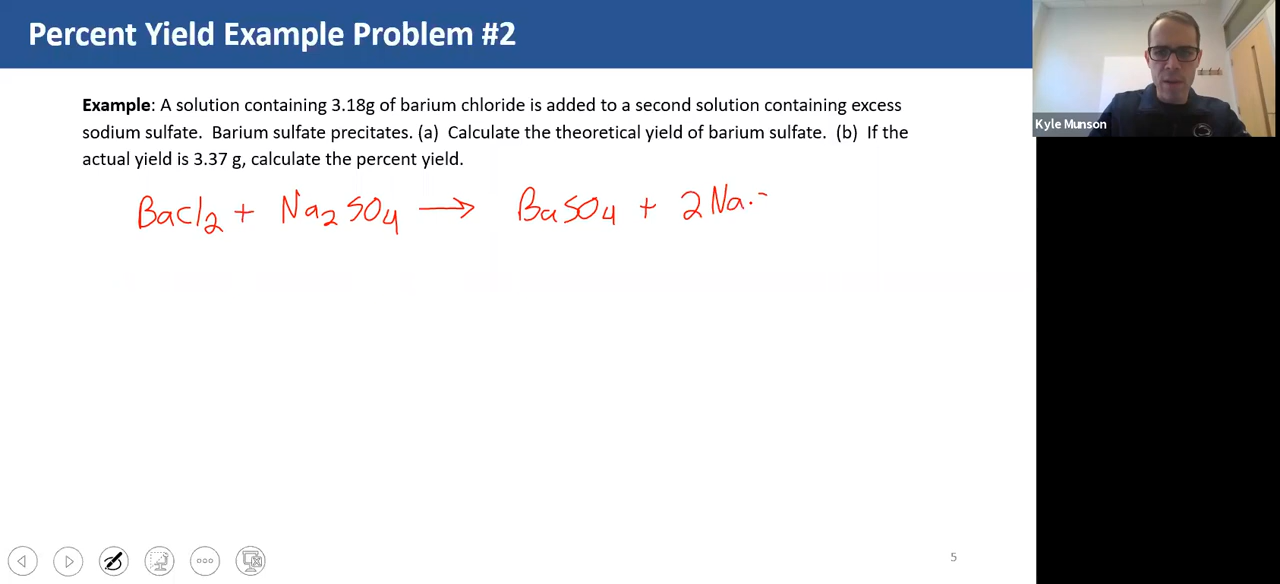 Percent Yield Example Problem #2
Example: A solution containing 3.18g of barium chloride is added to a second solution containing excess
sodium sulfate.  Barium sulfate precitates. (a)  Calculate the theoretical yield of barium sulfate. (b)  If the
actual yield is 3.37 g, calculate the percent yield.
BaCl₂ + Na₂SO₄ → BaSO₄ + 2Na
Kyle Munson
5